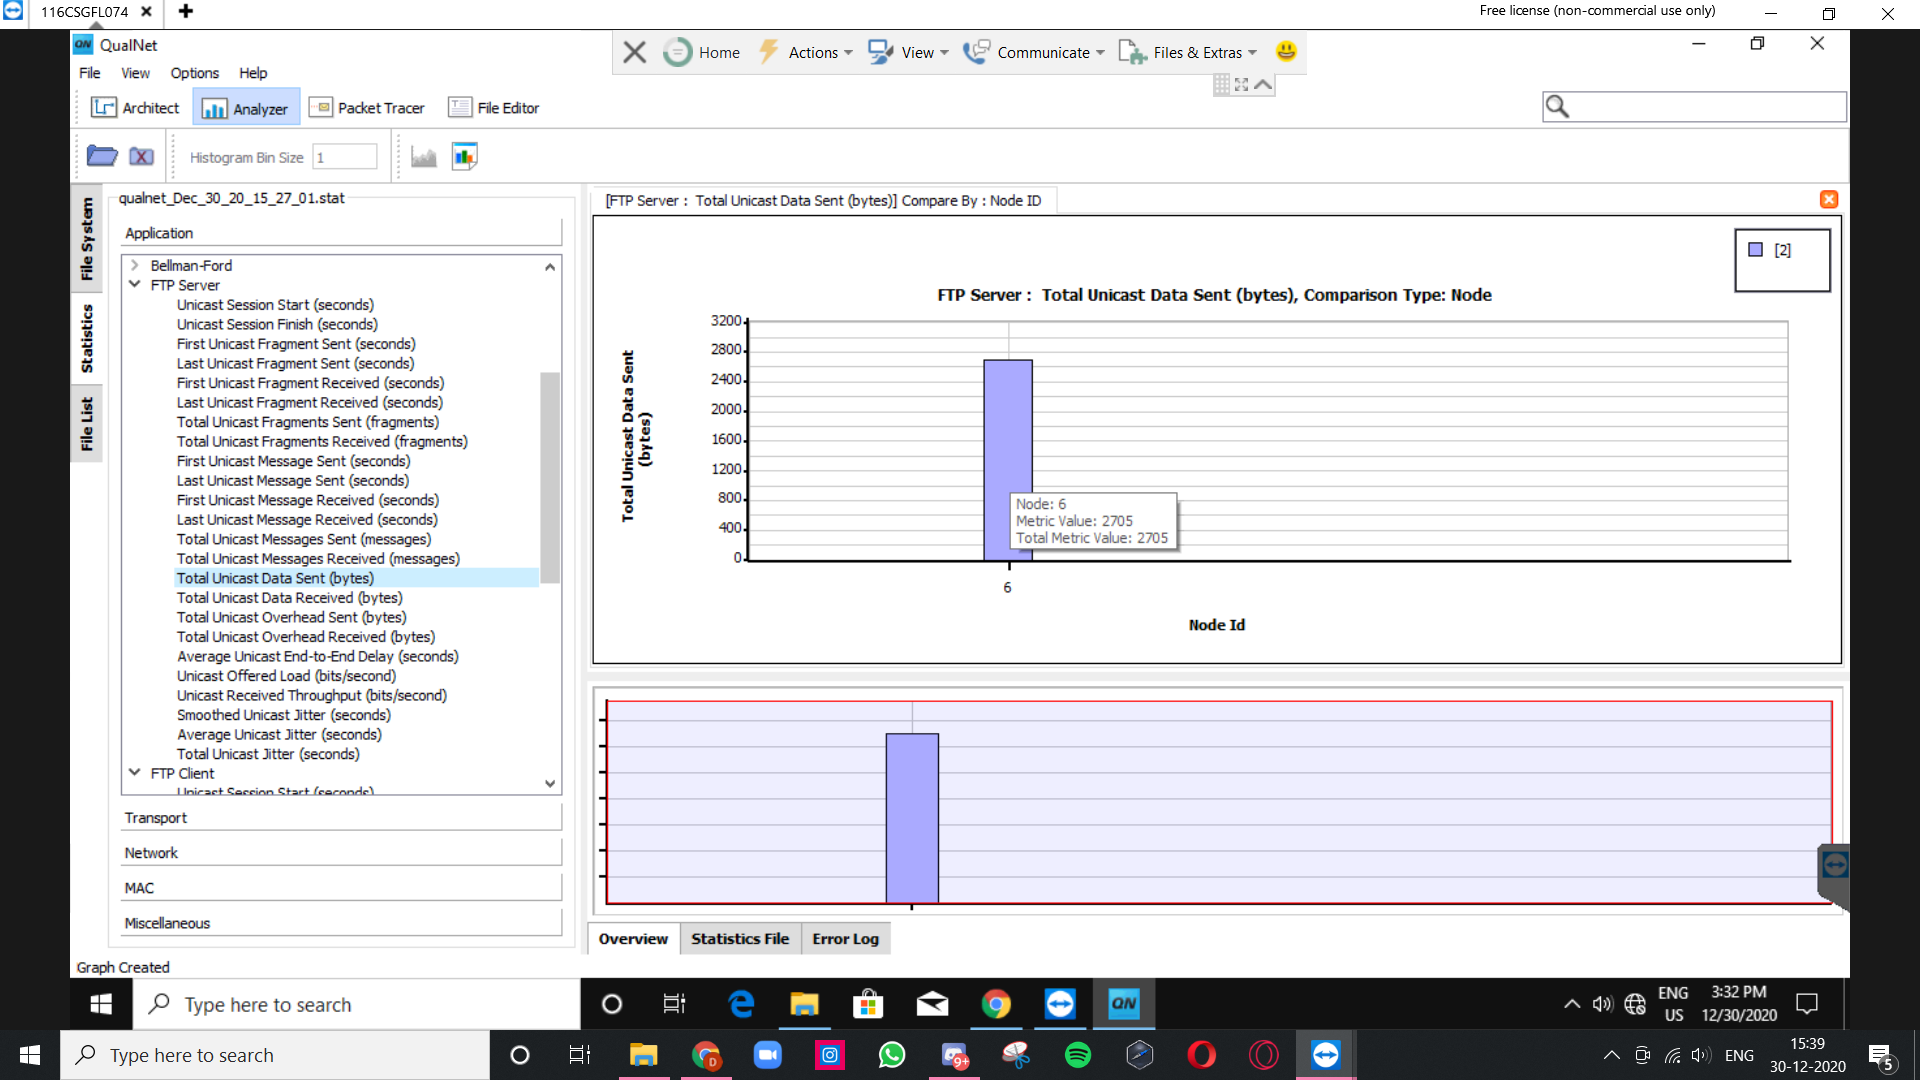 116CSGFL074
Free license (non-commercial use only)
QN QualNet
Home Actions View Communicate Files & Extras
File View Options Help
Architect Analyzer Packet Tracer File Editor
Histogram Bin Size 1
File System
Statistics
File List
qualnet_Dec_30_20_15_27_01.stat
Application
Bellman-Ford
FTP Server
Unicast Session Start (seconds)
Unicast Session Finish (seconds)
First Unicast Fragment Sent (seconds)
Last Unicast Fragment Sent (seconds)
First Unicast Fragment Received (seconds)
Last Unicast Fragment Received (seconds)
Total Unicast Fragments Sent (fragments)
Total Unicast Fragments Received (fragments)
First Unicast Message Sent (seconds)
Last Unicast Message Sent (seconds)
First Unicast Message Received (seconds)
Last Unicast Message Received (seconds)
Total Unicast Messages Sent (messages)
Total Unicast Messages Received (messages)
Total Unicast Data Sent (bytes)
Total Unicast Data Received (bytes)
Total Unicast Overhead Sent (bytes)
Total Unicast Overhead Received (bytes)
Average Unicast End-to-End Delay (seconds)
Unicast Offered Load (bits/second)
Unicast Received Throughput (bits/second)
Smoothed Unicast Jitter (seconds)
Average Unicast Jitter (seconds)
Total Unicast Jitter (seconds)
FTP Client
Unicast Session Start (seconds)
Transport
Network
MAC
Miscellaneous
Graph Created
[FTP Server : Total Unicast Data Sent (bytes)] Compare By : Node ID
[2]
FTP Server : Total Unicast Data Sent (bytes), Comparison Type: Node
Total Unicast Data Sent
(bytes)
3200
2800
2400
2000
1600
1200
800
400
0
Node: 6
Metric Value: 2705
Total Metric Value: 2705
6
Node Id
Overview Statistics File Error Log
Type here to search
QN
ENG
US
3:32 PM
12/30/2020
Type here to search
D
9+
ENG
15:39
30-12-2020
5